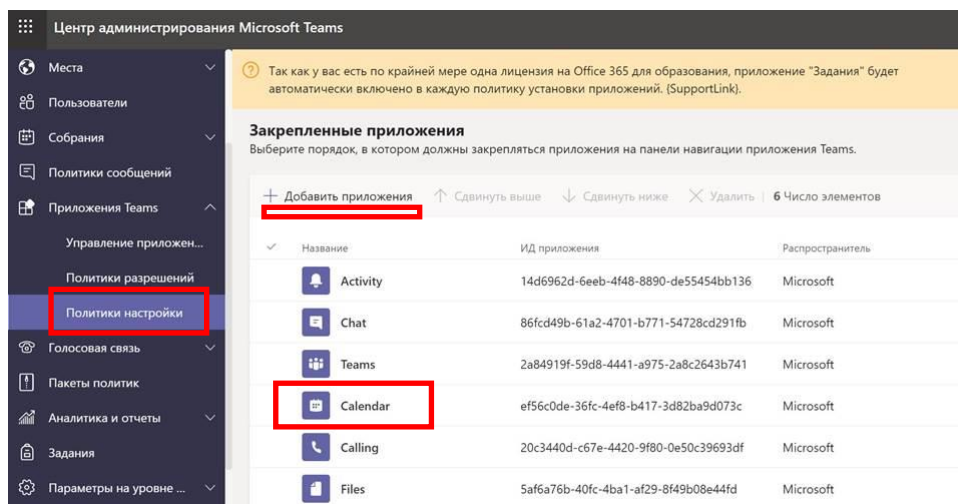 Центр администрирования Microsoft Teams
Места
Пользователи
Собрания
Политики сообщений
Приложения Teams
Управление приложен...
Политики разрешений
Политики настройки
Голосовая связь
Пакеты политик
Аналитика и отчеты
Задания
Параметры на уровне ...
Так как у вас есть по крайней мере одна лицензия на Office 365 для образования, приложение "Задания" будет
автоматически включено в каждую политику установки приложений. {SupportLink}.
Закрепленные приложения
Выберите порядок, в котором должны закрепляться приложения на панели навигации приложения Teams.
Добавить приложения Сдвинуть выше Сдвинуть ниже Удалить 6 Число элементов
Название ИД приложения Распространитель
Activity 14d6962d-6eeb-4f48-8890-de55454bb136 Microsoft
Chat 86fcd49b-61a2-4701-b771-54728cd291fb Microsoft
Teams 2a84919f-59d8-4441-a975-2a8c2643b741 Microsoft
Calendar ef56c0de-36fc-4ef8-b417-3d82ba9d073c Microsoft
Calling 20c3440d-c67e-4420-9f80-0e50c39693df Microsoft
Files 5af6a76b-40fc-4ba1-af29-8f49b08e44fd Microsoft